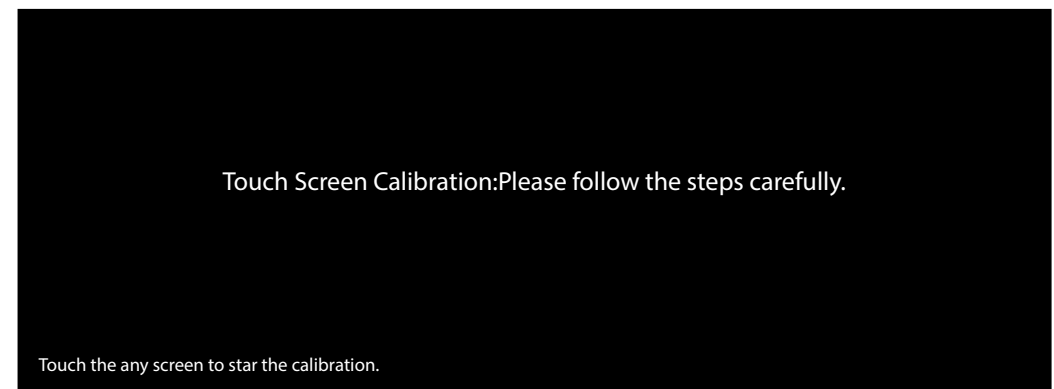 Touch Screen Calibration:Please follow the steps carefully.
Touch the any screen to star the calibration.